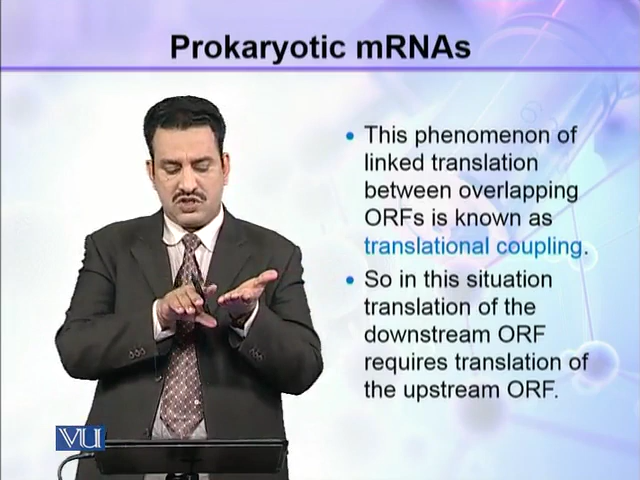 Prokaryotic mRNAs
• This phenomenon of
linked translation
between overlapping
ORFs is known as
translational coupling.
• So in this situation
translation of the
downstream ORF
requires translation of
the upstream ORF.
VU